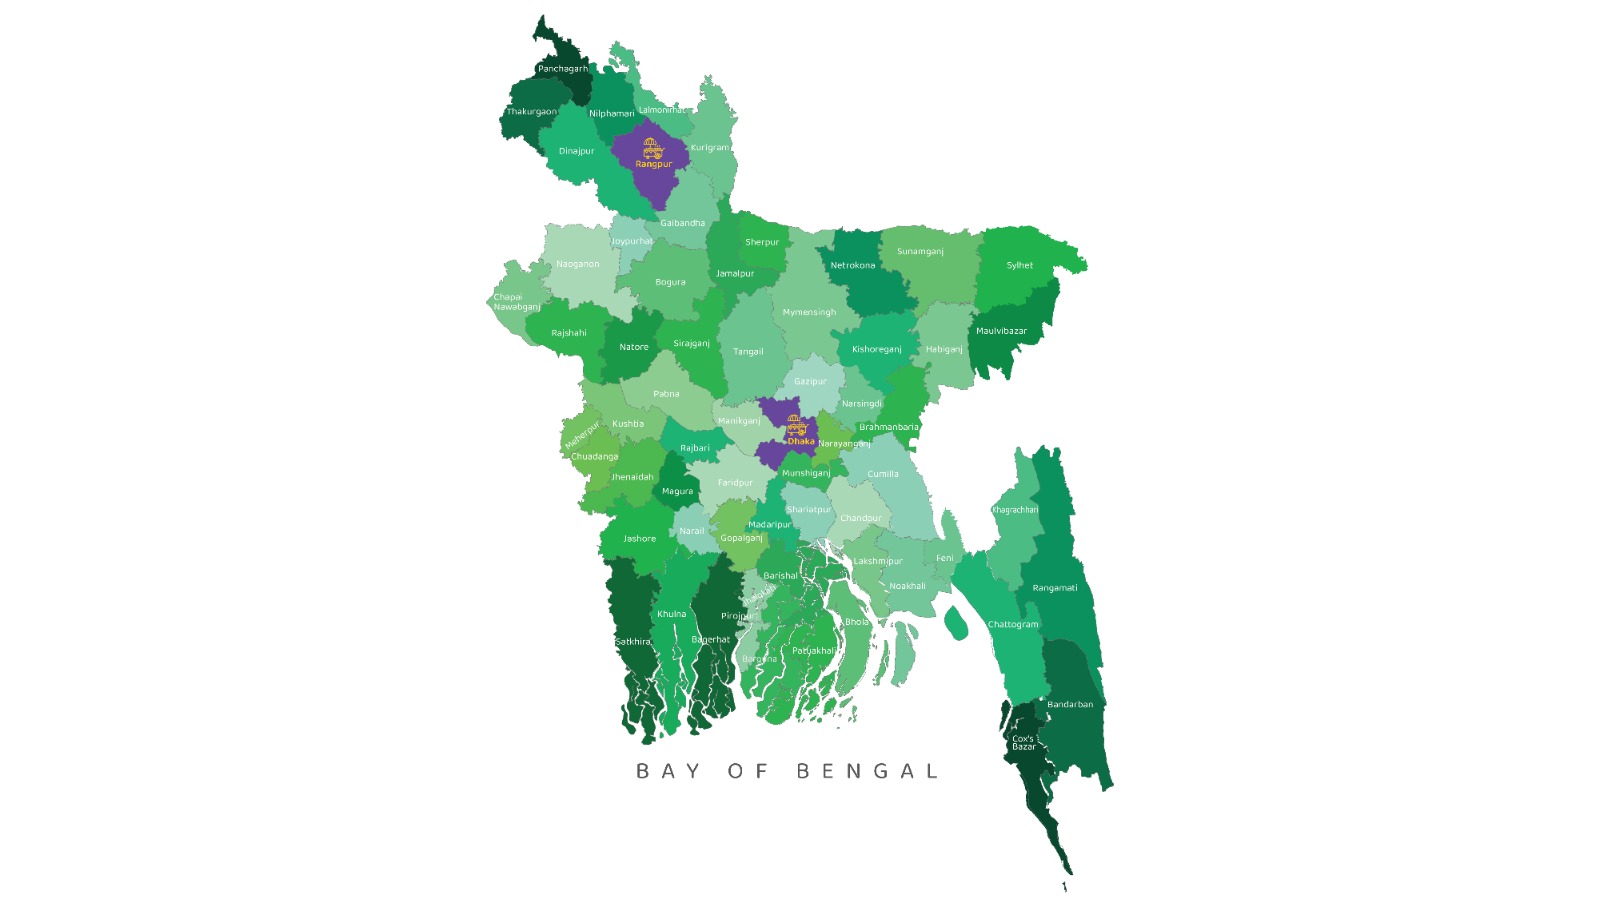 Panchagarh
Thakurgaon
Nilphamari
Lalmonirhat
Dinajpur
Rangpur
Kurigram
Gaibandha
Joypurhat
Naoganon
Bogura
Jamalpur
Sherpur
Netrokona
Sunamganj
Sylhet
Chapai
Nawabganj
Mymensingh
Rajshahi
Natore
Sirajganj
Tangail
Kishoreganj
Habiganj
Maulvibazar
Gazipur
Pabna
Narsingdi
Manikganj
Kushtia
Meherpur
Dhaka
Narayanganj
Brahmanbaria
Rajbari
Chuadanga
Jhenaidah
Magura
Faridpur
Munshiganj
Cumilla
Shariatpur
Chandpur
Khagrachhari
Jashore
Narail
Madaripur
Gopalganj
Lakshmipur
Feni
Barishal
Noakhali
Rangamati
Jhalokati
Khulna
Pirojpur
Bhola
Chattogram
Satkhira
Bagerhat
Barguna
Patuakhali
Bandarban
Cox's
Bazar
BAY OF BENGAL